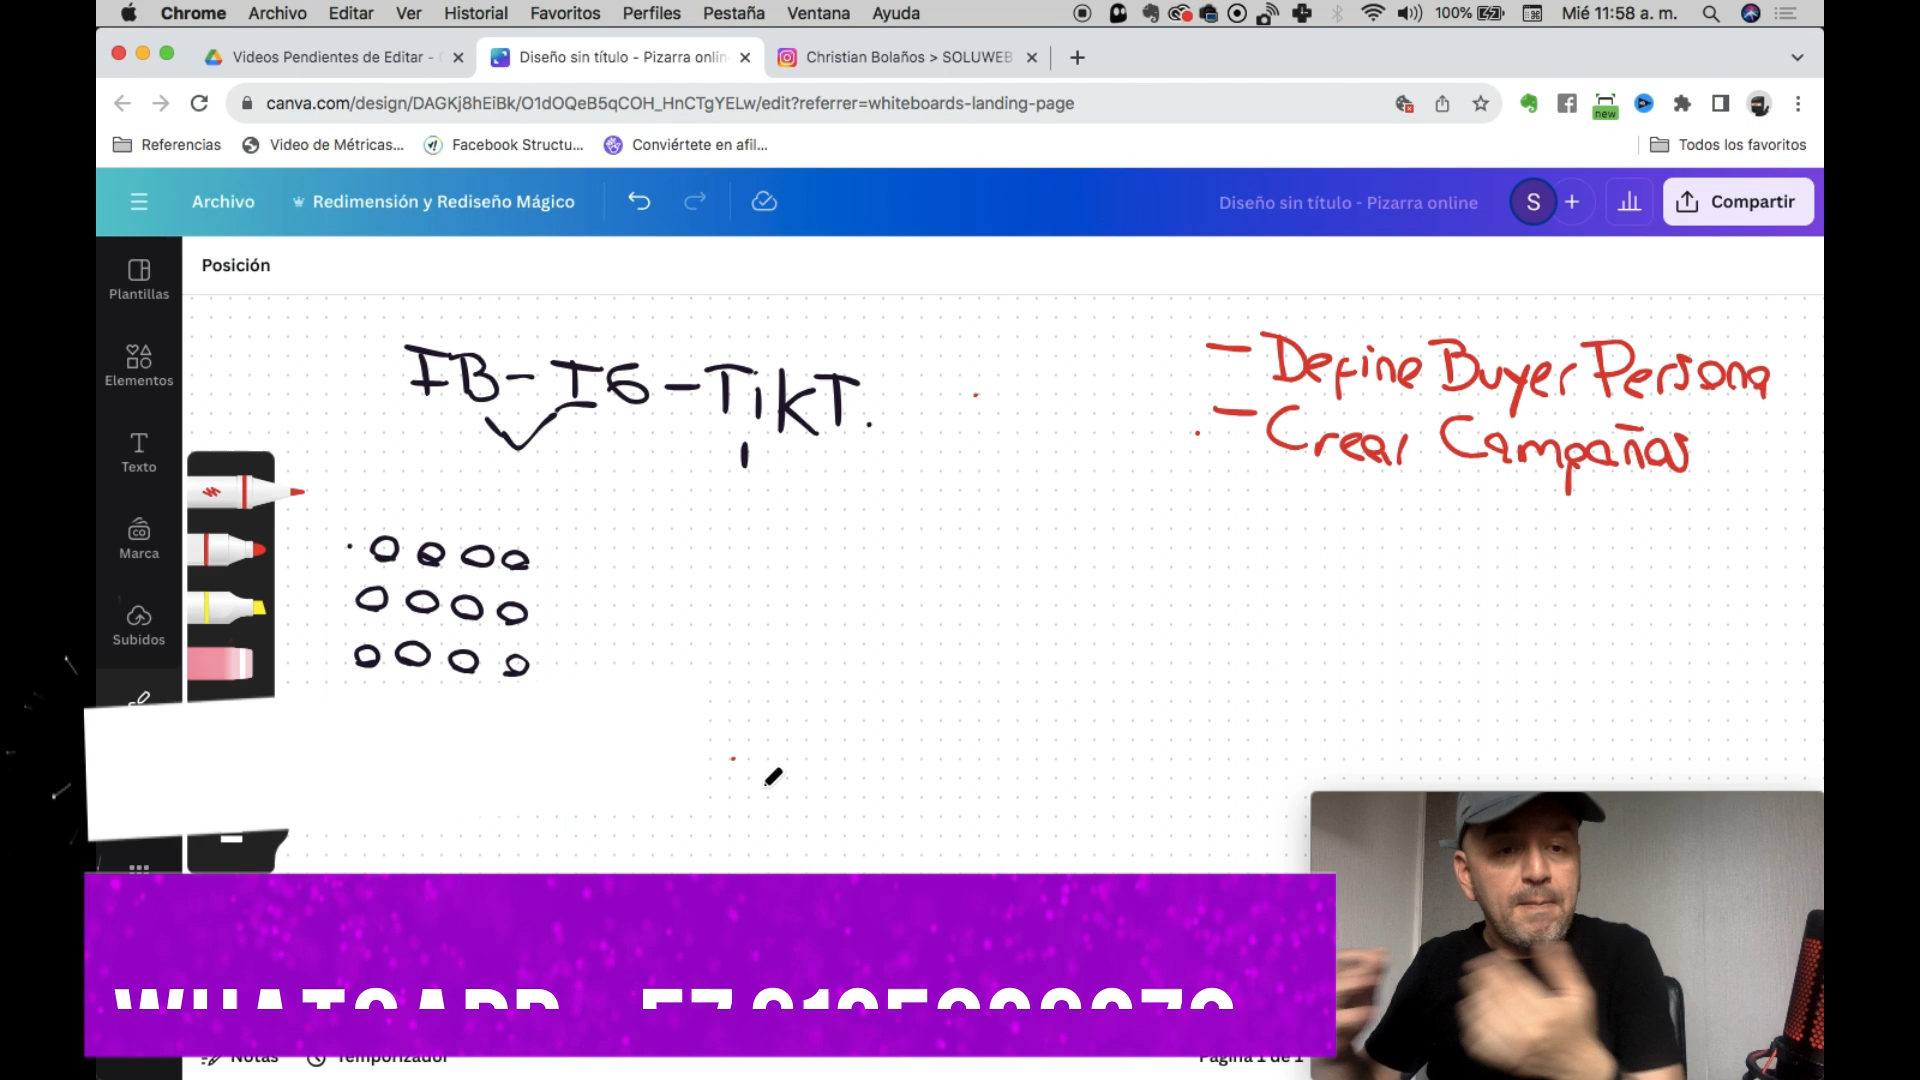 Chrome Archivo Editar Ver Historial Favoritos Perfiles Pestaña Ventana Ayuda 100% Mié 11:58 a. m.
Videos Pendientes de Editar - Diseño sin título - Pizarra onlin Christian Bolaños > SOLUWEB
canva.com/design/DAGKj8hEiBk/O1dOQeB5qCOH_HnCTgYELw/edit?referrer=whiteboards-landing-page
new
Referencias Video de Métricas... Facebook Structu... Conviértete en afil... Todos los favoritos
Archivo Redimensión y Rediseño Mágico Diseño sin título - Pizarra online S + Compartir
Posición
Plantillas
Elementos
Texto
Marca
Subidos
FB - IG - TikT.
- Define Buyer Persona
- Crear Campañas
WHATSAPP
Notas Temporizador Página 1 de 1